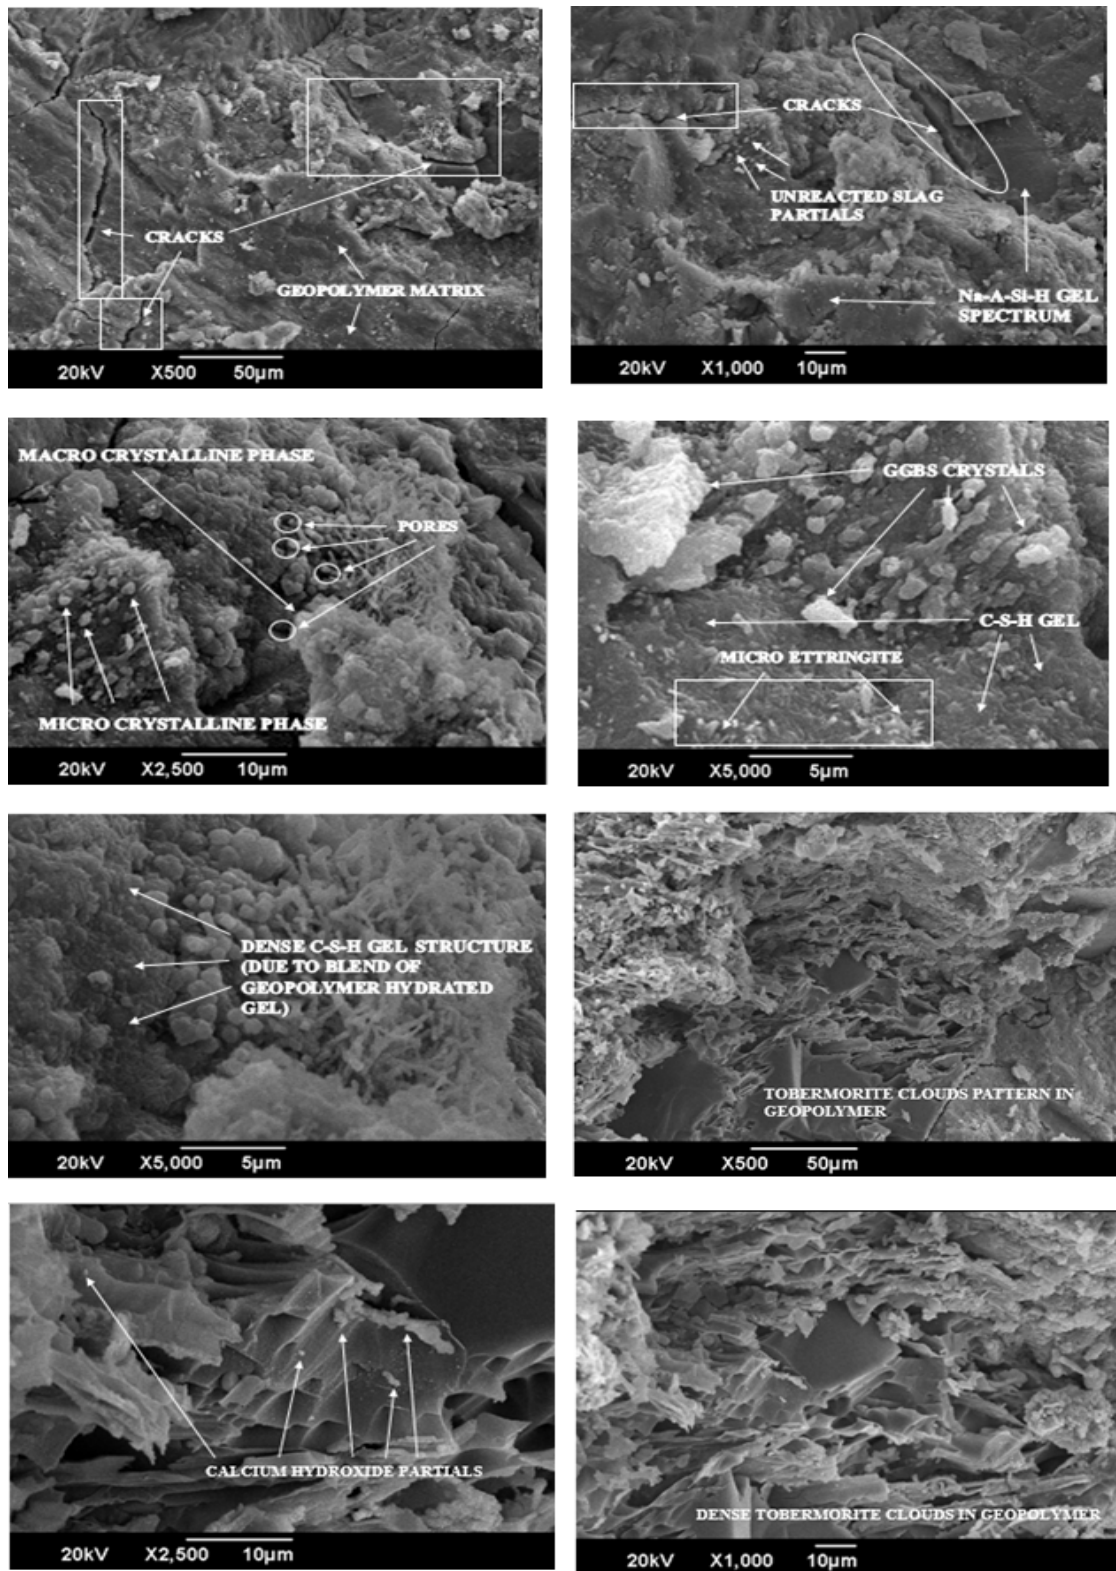 CRACKS
GEOPOLYMER MATRIX
20kV X500 50µm
CRACKS
UNREACTED SLAG
PARTIALS
Na-A-Si-H GEL
SPECTRUM
20kV X1,000 10µm
MACRO CRYSTALLINE PHASE
PORES
MICRO CRYSTALLINE PHASE
20kV X2,500 10µm
GGBS CRYSTALS
C-S-H GEL
MICRO ETTRINGITE
20kV X5,000 5µm
DENSE C-S-H GEL STRUCTURE
(DUE TO BLEND OF
GEOPOLYMER HYDRATED
GEL)
20kV X5,000 5µm
TOBERMORITE CLOUDS PATTERN IN
GEOPOLYMER
20kV X500 50µm
CALCIUM HYDROXIDE PARTIALS
20kV X2,500 10µm
DENSE TOBERMORITE CLOUDS IN GEOPOLYMER
20kV X1,000 10µm